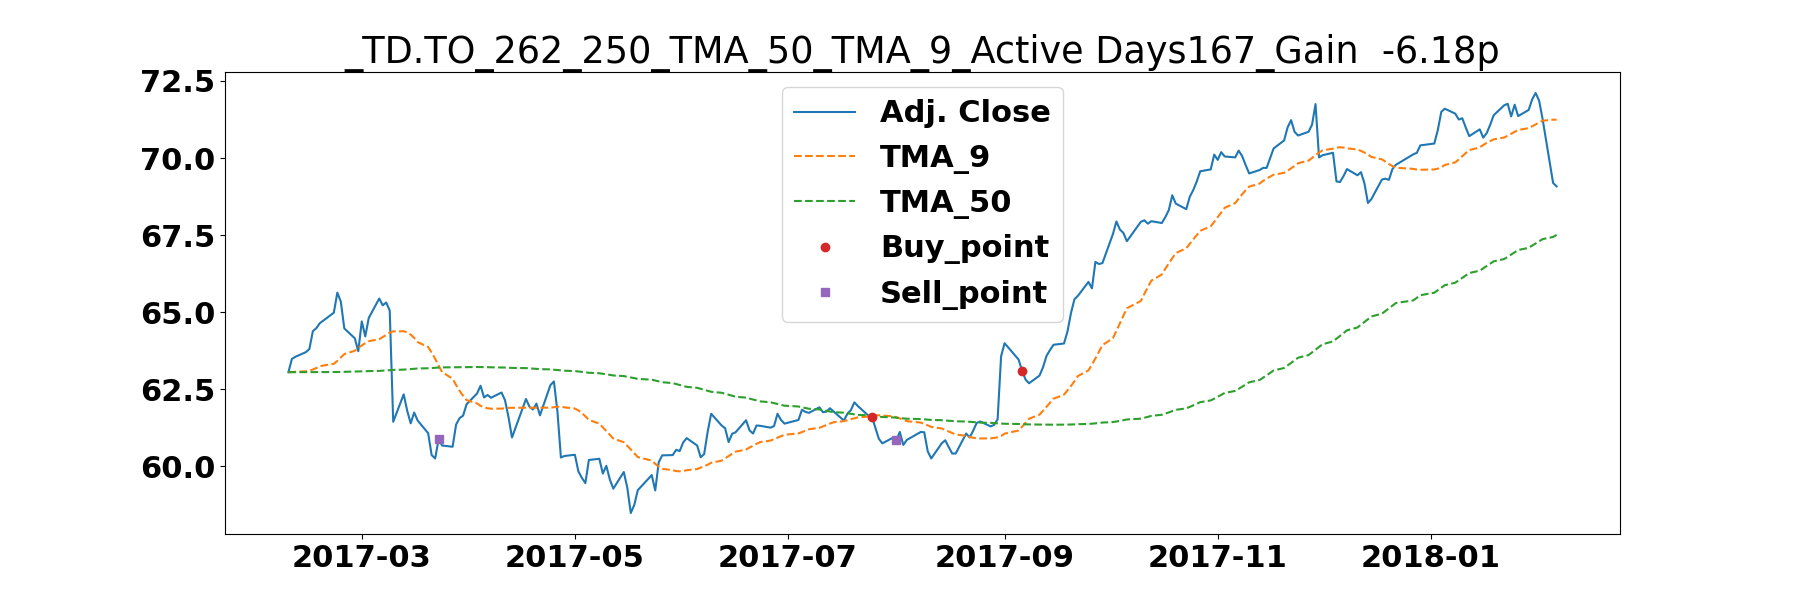 _TD.TO_262_250_TMA_50_TMA_9_Active Days167_Gain  -6.18p
72.5
70.0
67.5
65.0
62.5
60.0
Adj. Close
TMA_9
TMA_50
Buy_point
Sell_point
2017-03 2017-05 2017-07 2017-09 2017-11 2018-01